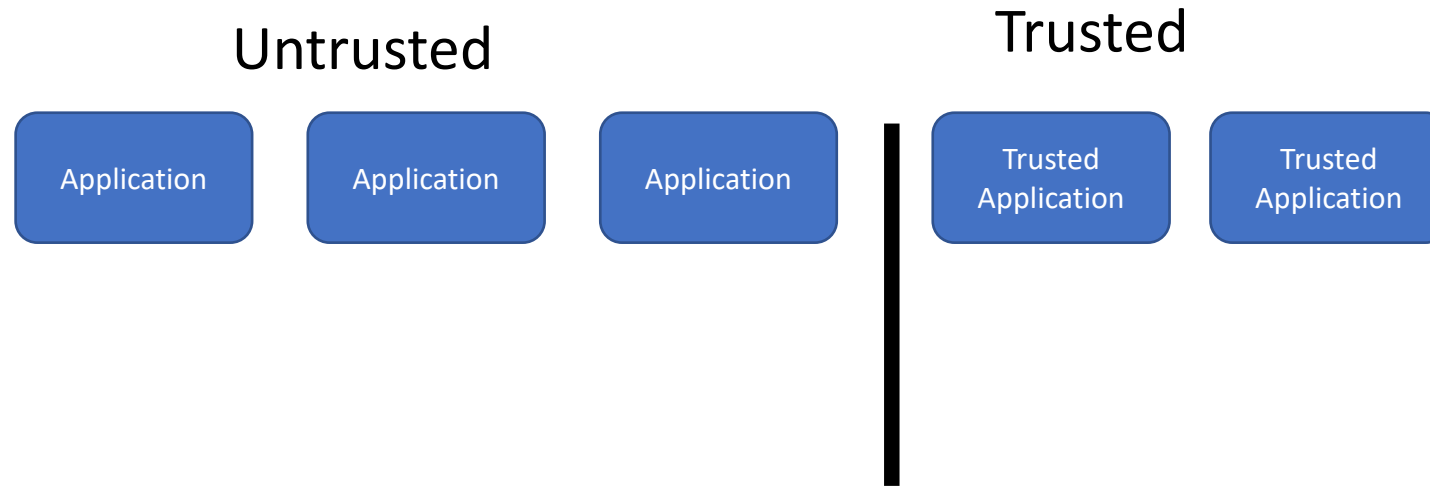 Untrusted
Trusted
Application
Application
Application
Trusted
Application
Trusted
Application